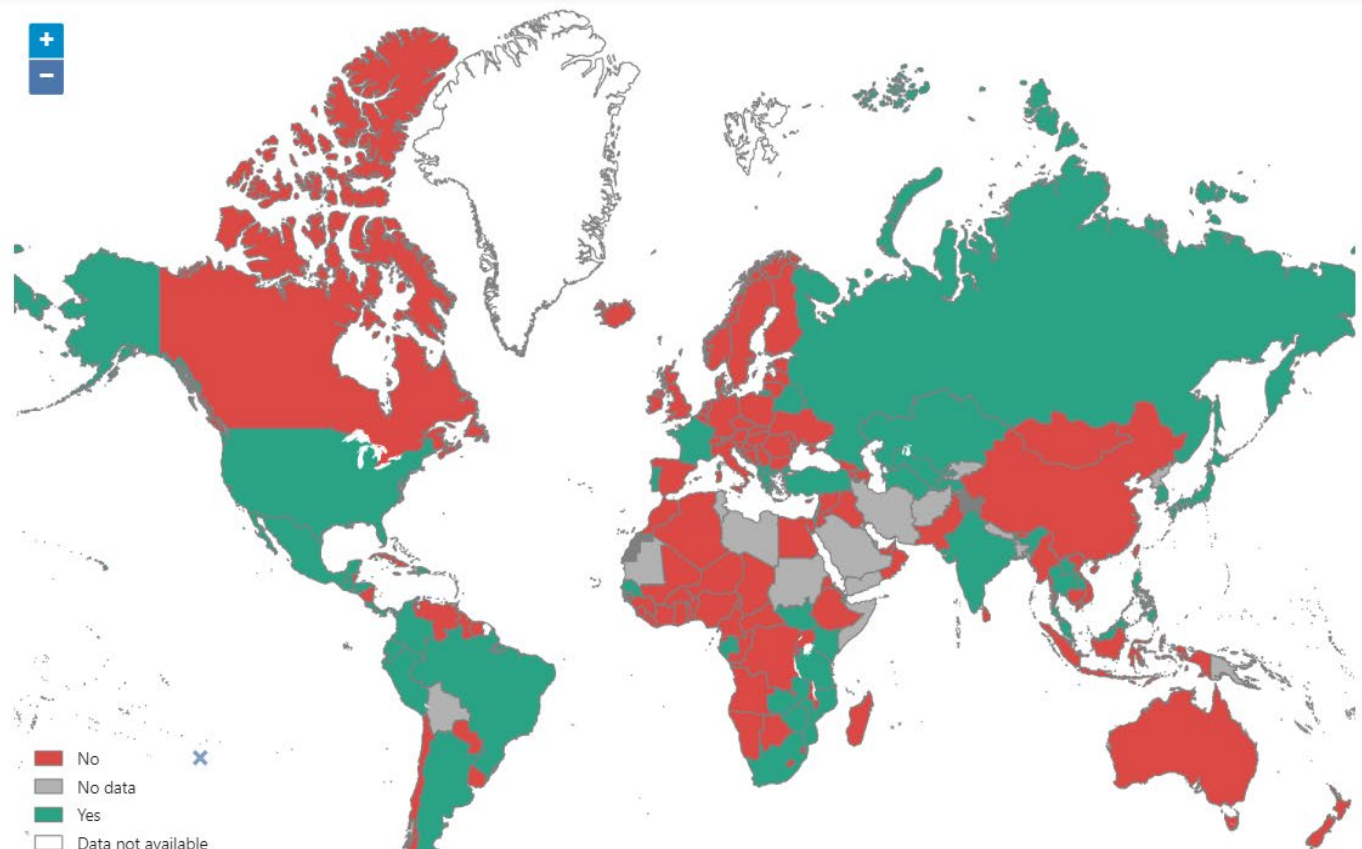 +
−
No
No data
Yes
Data not available